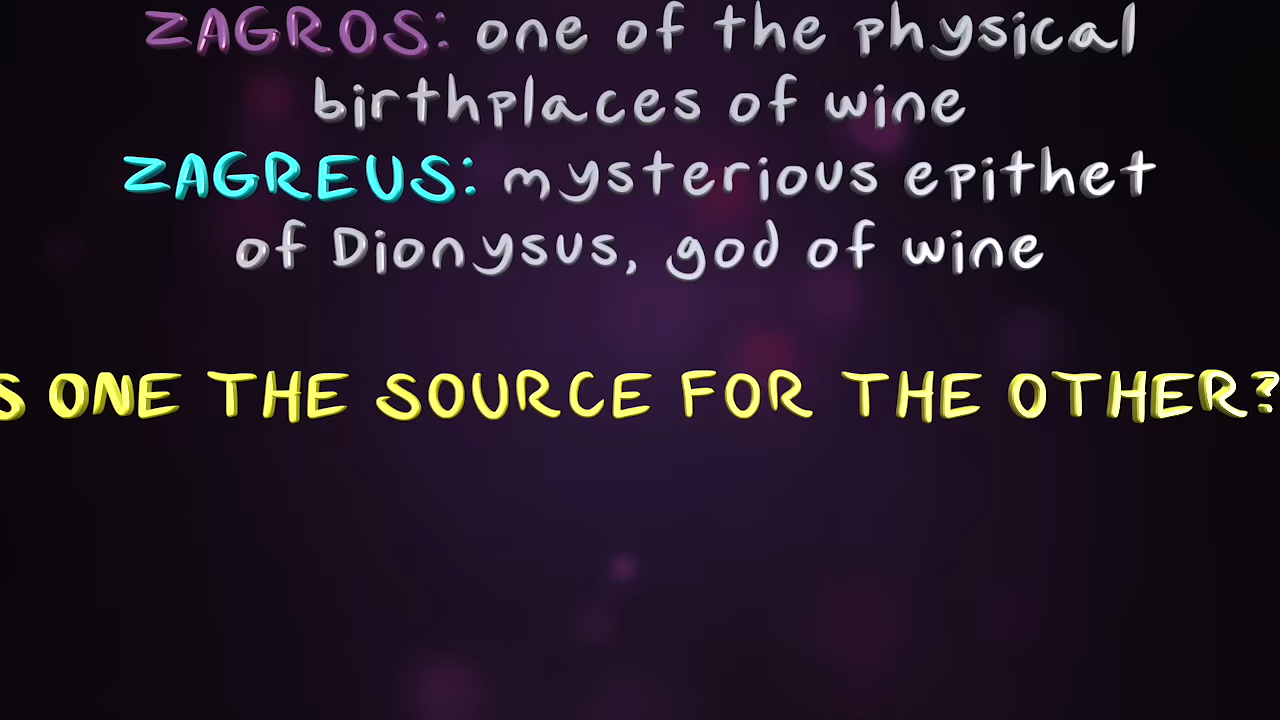 ZAGROS: one of the physical
birthplaces of wine
ZAGREUS: mysterious epithet
of Dionysus, god of wine
S ONE THE SOURCE FOR THE OTHER?